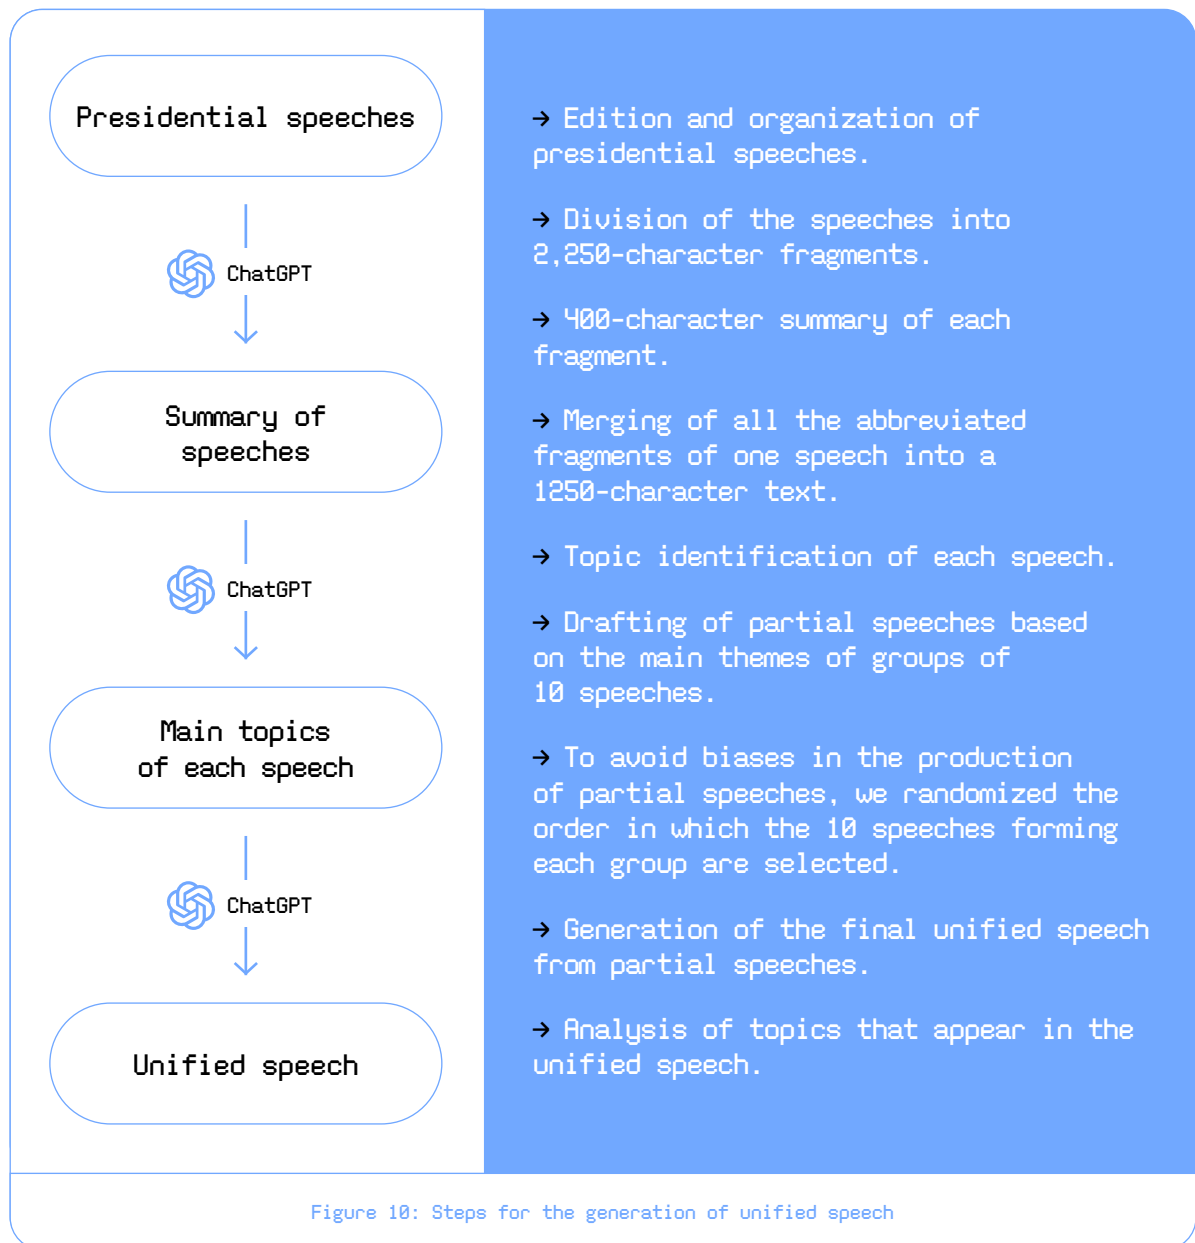 Presidential speeches
ChatGPT
Summary of
speeches
ChatGPT
Main topics
of each speech
ChatGPT
Unified speech
→ Edition and organization of
presidential speeches.
→ Division of the speeches into
2,250-character fragments.
→ 400-character summary of each
fragment.
→ Merging of all the abbreviated
fragments of one speech into a
1250-character text.
→ Topic identification of each speech.
→ Drafting of partial speeches based
on the main themes of groups of
10 speeches.
→ To avoid biases in the production
of partial speeches, we randomized the
order in which the 10 speeches forming
each group are selected.
→ Generation of the final unified speech
from partial speeches.
→ Analysis of topics that appear in the
unified speech.
Figure 10: Steps for the generation of unified speech